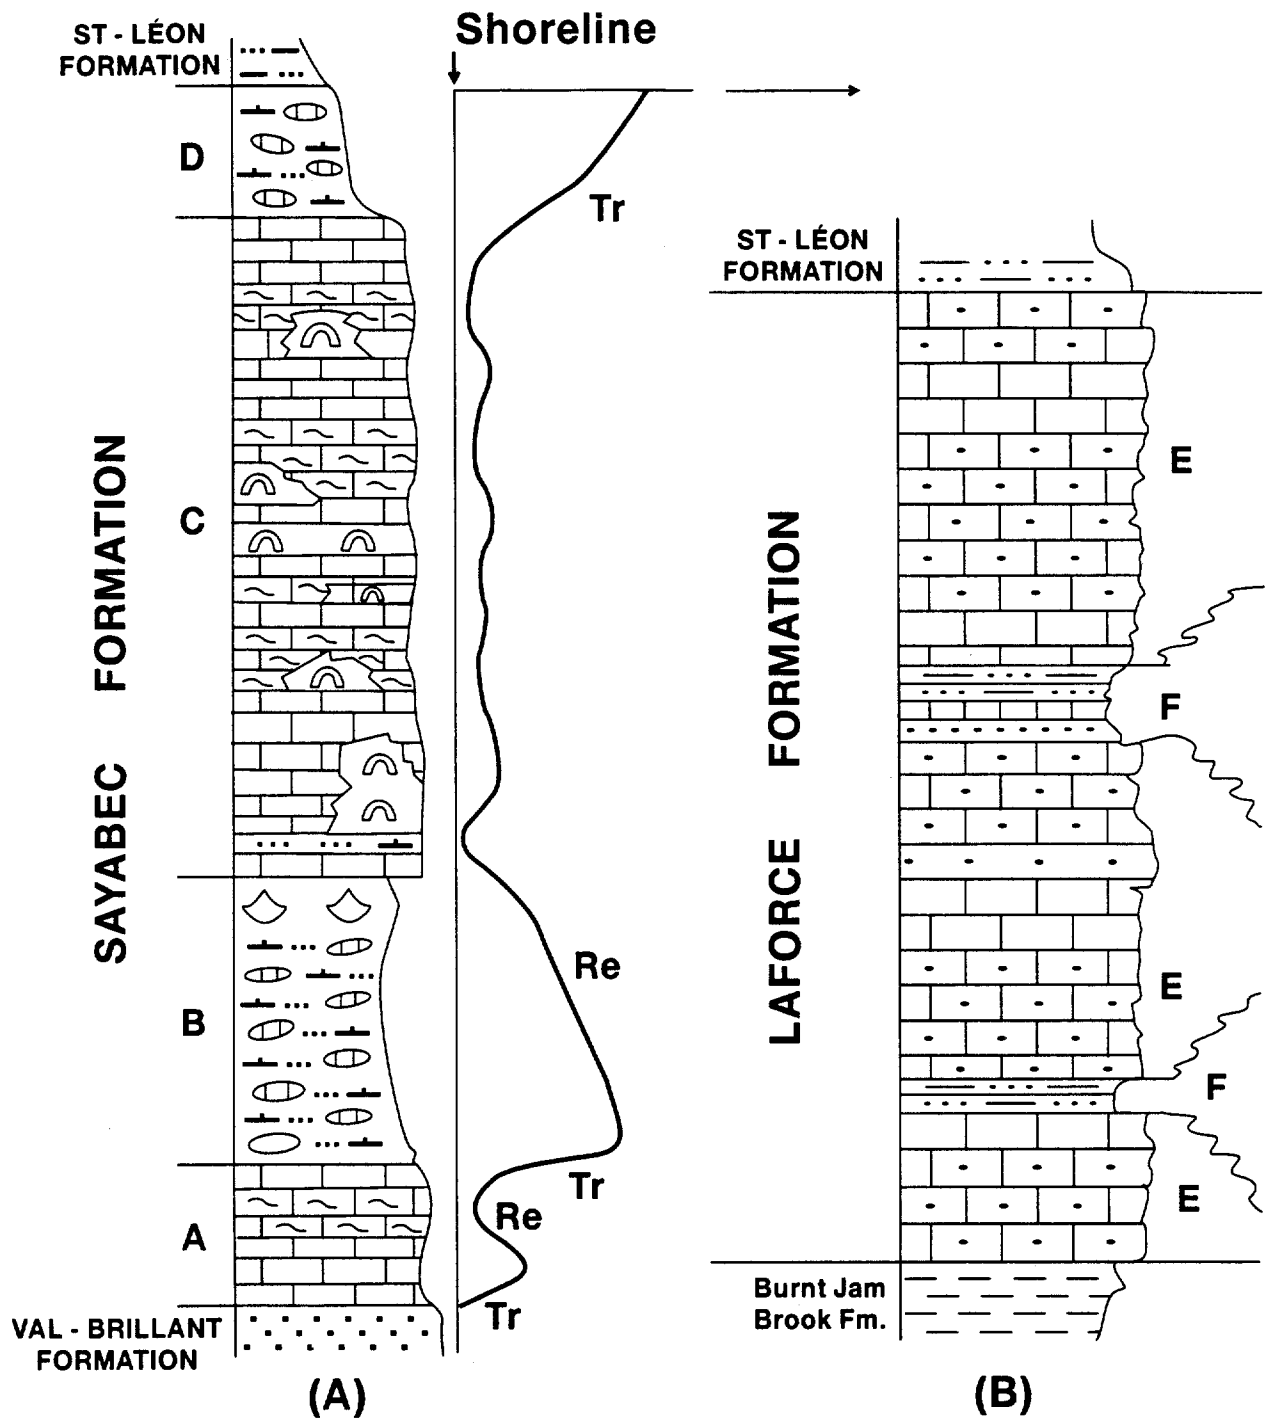 ST - LÉON
FORMATION
Shoreline
D
Tr
ST - LÉON
FORMATION
SAYABEC FORMATION
C
E
LAFORCE FORMATION
F
B
Re
E
F
Tr
A
Re
E
Tr
VAL - BRILLANT
FORMATION
Burnt Jam
Brook Fm.
(A)
(B)